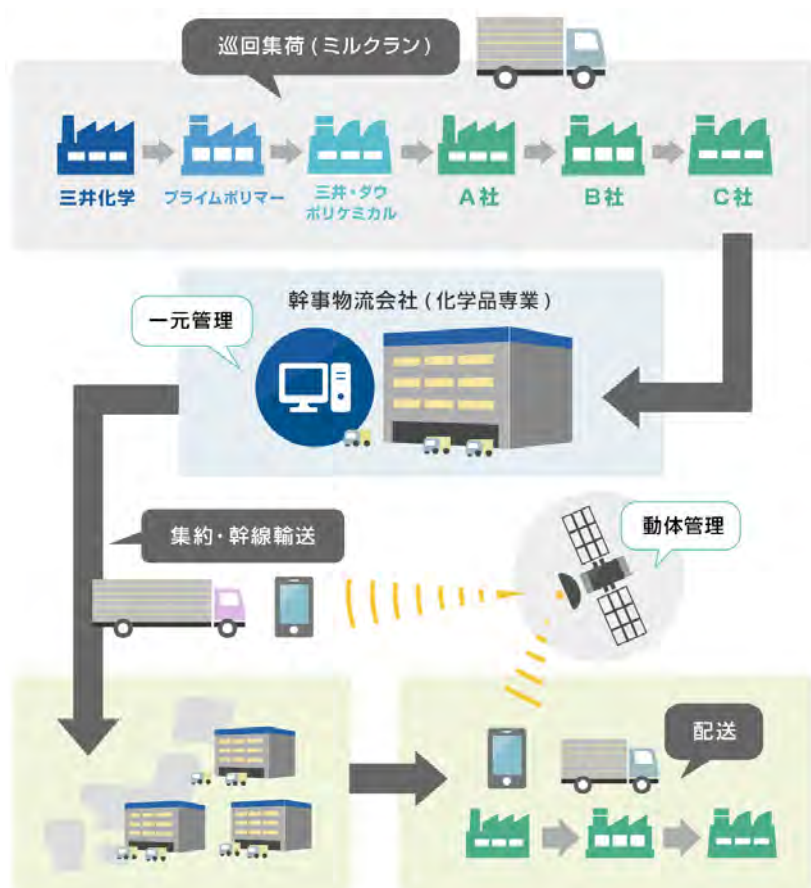 巡回集荷(ミルクラン)
三井化学
プライムポリマー
三井・ダウ
ポリケミカル
A社
B社
C社
幹事物流会社(化学品専業)
一元管理
集約・幹線輸送
動体管理
配送